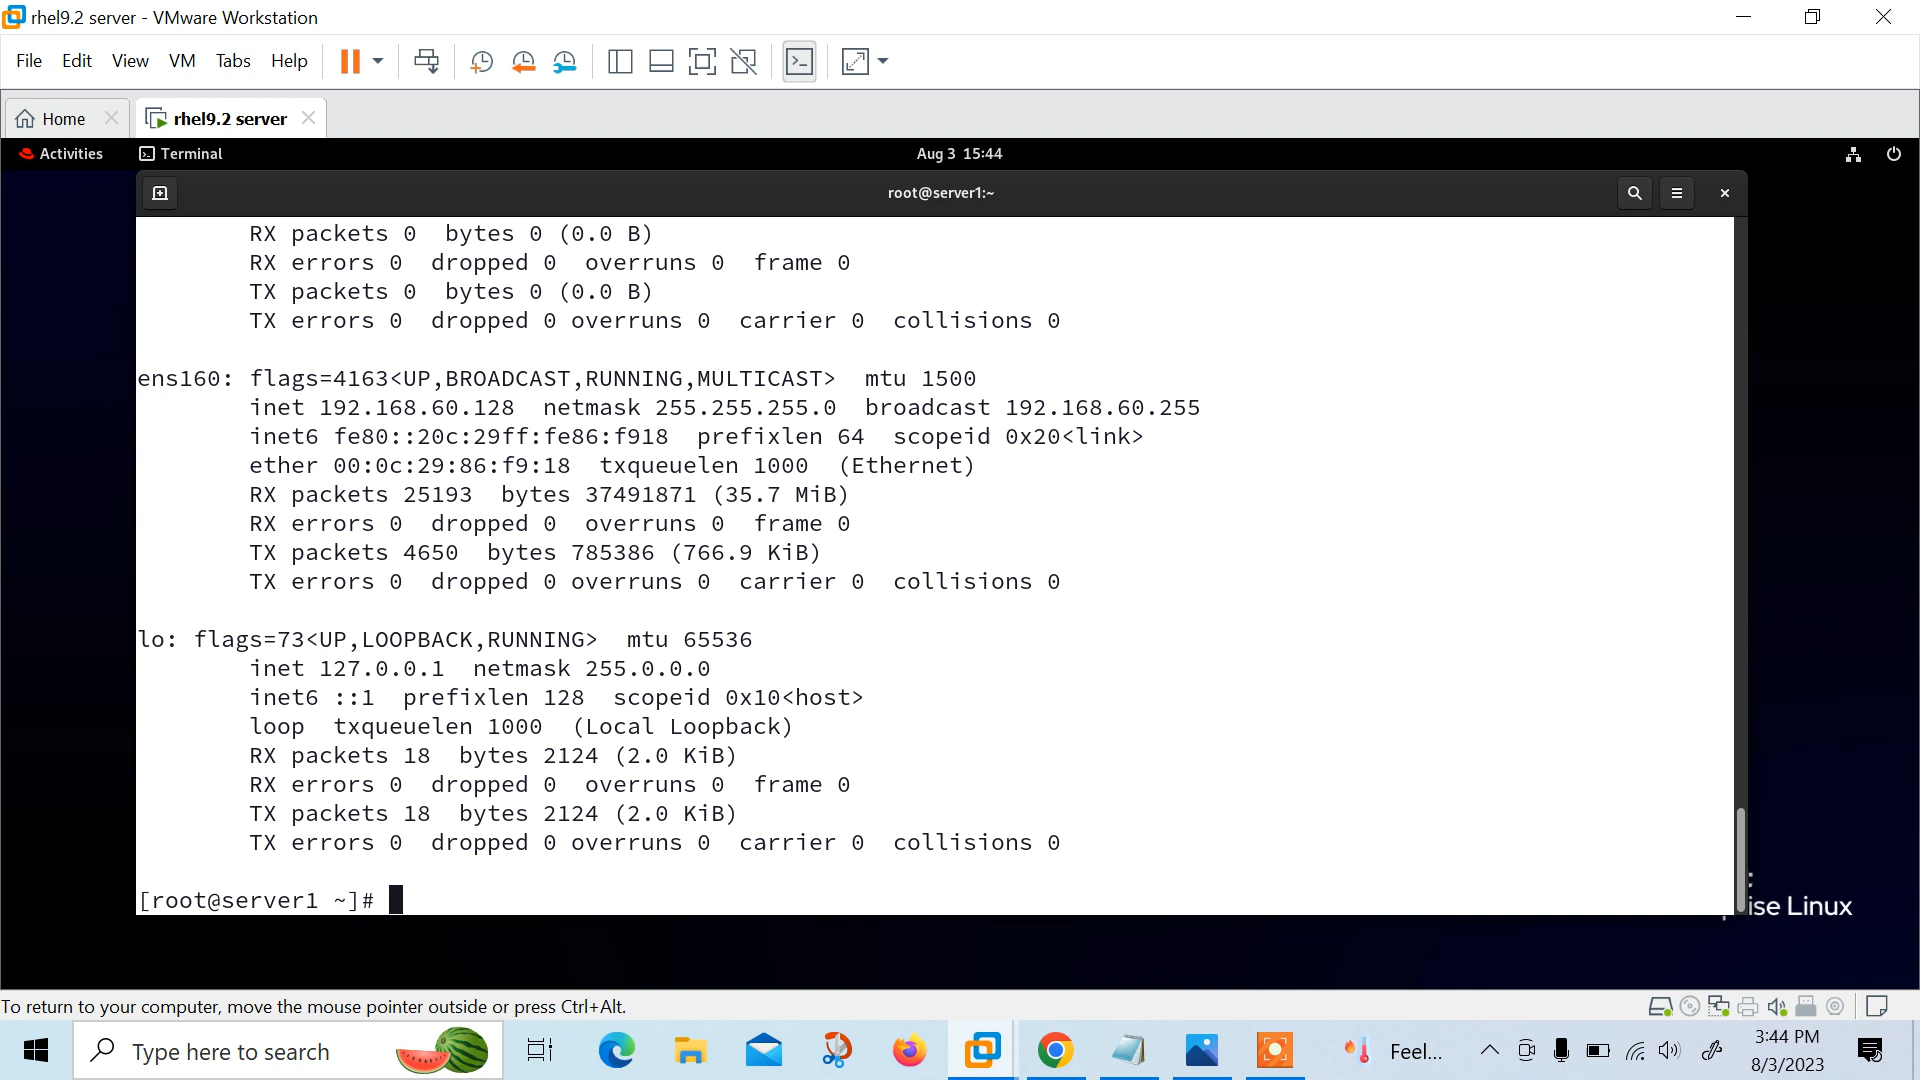 rhel9.2 server - VMware Workstation
File Edit View VM Tabs Help
Home rhel9.2 server
Activities Terminal Aug 3 15:44
root@server1:~
RX packets 0 bytes 0 (0.0 B)
RX errors 0 dropped 0 overruns 0 frame 0
TX packets 0 bytes 0 (0.0 B)
TX errors 0 dropped 0 overruns 0 carrier 0 collisions 0
ens160: flags=4163<UP,BROADCAST,RUNNING,MULTICAST> mtu 1500
inet 192.168.60.128 netmask 255.255.255.0 broadcast 192.168.60.255
inet6 fe80::20c:29ff:fe86:f918 prefixlen 64 scopeid 0x20<link>
ether 00:0c:29:86:f9:18 txqueuelen 1000 (Ethernet)
RX packets 25193 bytes 37491871 (35.7 MiB)
RX errors 0 dropped 0 overruns 0 frame 0
TX packets 4650 bytes 785386 (766.9 KiB)
TX errors 0 dropped 0 overruns 0 carrier 0 collisions 0
lo: flags=73<UP,LOOPBACK,RUNNING> mtu 65536
inet 127.0.0.1 netmask 255.0.0.0
inet6 ::1 prefixlen 128 scopeid 0x10<host>
loop txqueuelen 1000 (Local Loopback)
RX packets 18 bytes 2124 (2.0 KiB)
RX errors 0 dropped 0 overruns 0 frame 0
TX packets 18 bytes 2124 (2.0 KiB)
TX errors 0 dropped 0 overruns 0 carrier 0 collisions 0
[root@server1 ~]#
ise Linux
To return to your computer, move the mouse pointer outside or press Ctrl+Alt.
Type here to search
Feel...
3:44 PM
8/3/2023